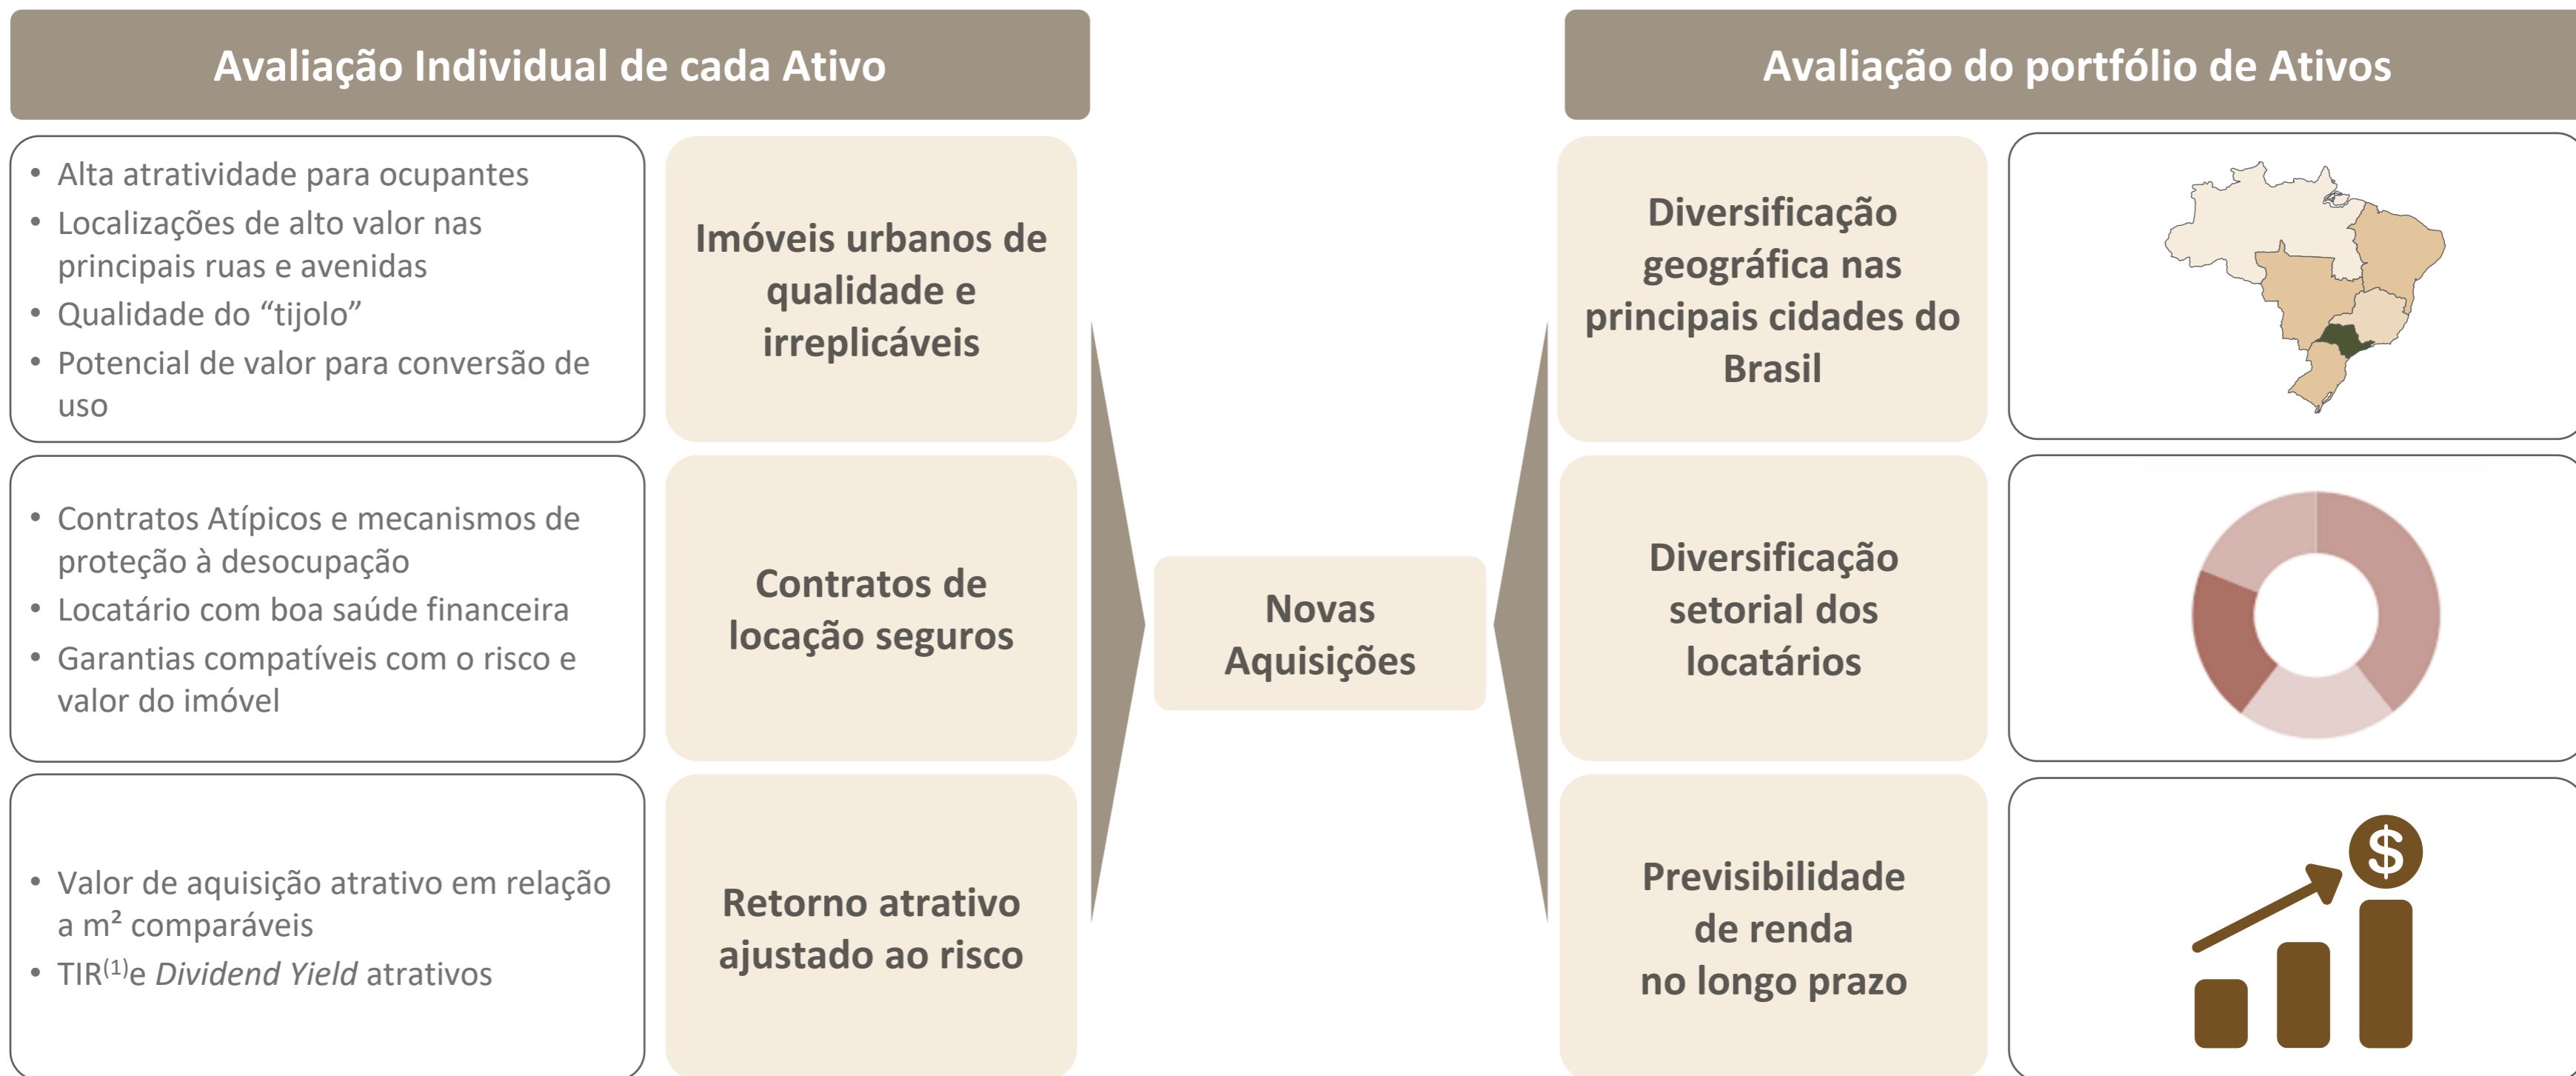 Avaliação Individual de cada Ativo
• Alta atratividade para ocupantes
• Localizações de alto valor nas
principais ruas e avenidas
• Qualidade do “tijolo”
• Potencial de valor para conversão de
uso
Imóveis urbanos de
qualidade e
irreplicáveis
• Contratos Atípicos e mecanismos de
proteção à desocupação
• Locatário com boa saúde financeira
• Garantias compatíveis com o risco e
valor do imóvel
Contratos de
locação seguros
• Valor de aquisição atrativo em relação
a m² comparáveis
• TIR⁽¹⁾e Dividend Yield atrativos
Retorno atrativo
ajustado ao risco
Novas
Aquisições
Avaliação do portfólio de Ativos
Diversificação
geográfica nas
principais cidades do
Brasil
Diversificação
setorial dos
locatários
Previsibilidade
de renda
no longo prazo
$